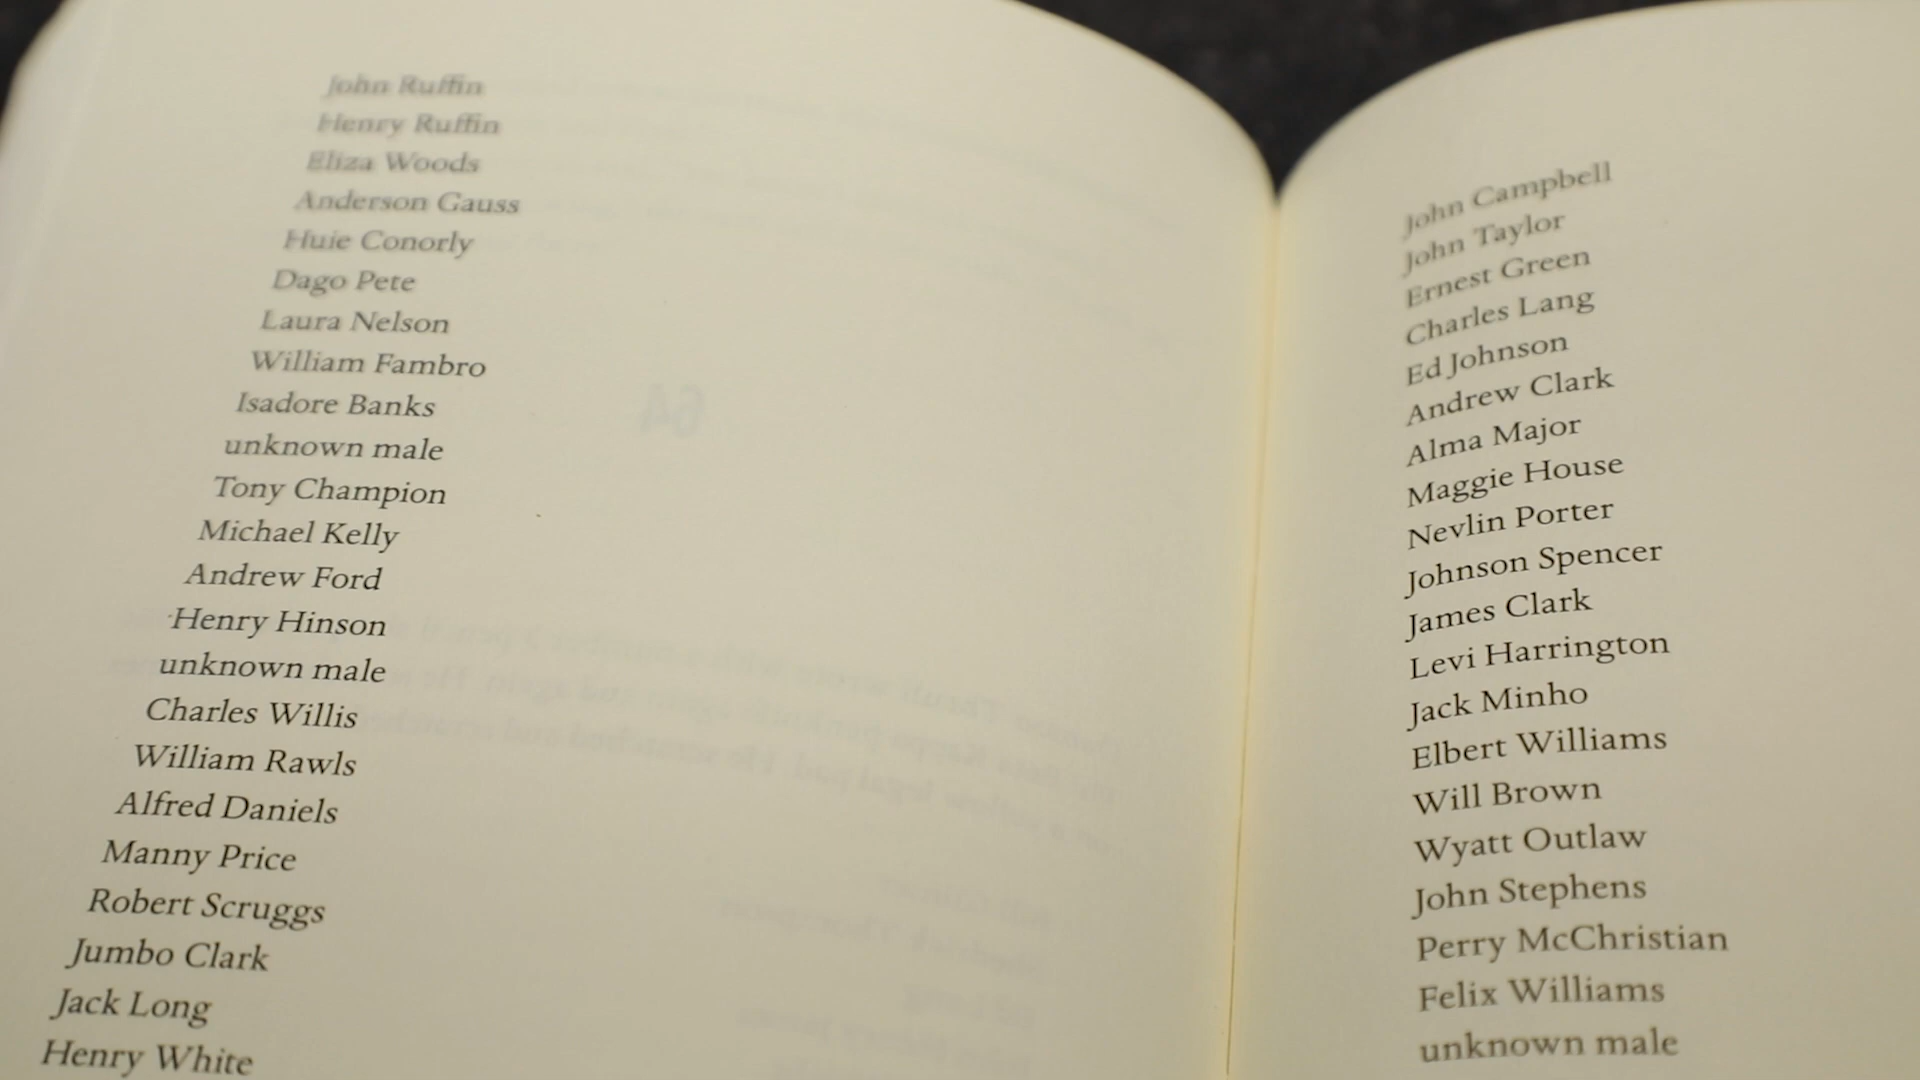 John Ruffin
Henry Ruffin
Eliza Woods
Anderson Gauss
Huie Conorly
Dago Pete
Laura Nelson
William Fambro
Isadore Banks
unknown male
Tony Champion
Michael Kelly
Andrew Ford
Henry Hinson
unknown male
Charles Willis
William Rawls
Alfred Daniels
Manny Price
Robert Scruggs
Jumbo Clark
Jack Long
Henry White
64
John Campbell
John Taylor
Ernest Green
Charles Lang
Ed Johnson
Andrew Clark
Alma Major
Maggie House
Nevlin Porter
Johnson Spencer
James Clark
Levi Harrington
Jack Minho
Elbert Williams
Will Brown
Wyatt Outlaw
John Stephens
Perry McChristian
Felix Williams
unknown male